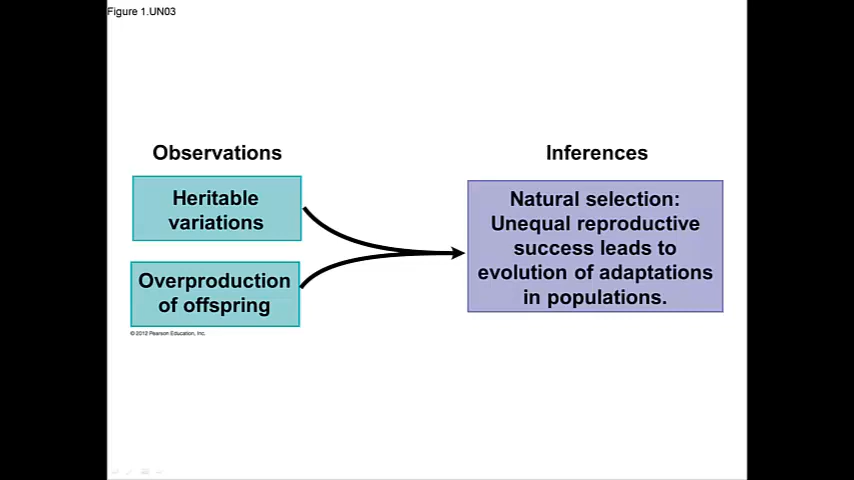 Figure 1.UN03
Observations
Heritable
variations
Overproduction
of offspring
© 2012 Pearson Education, Inc.
Inferences
Natural selection:
Unequal reproductive
success leads to
evolution of adaptations
in populations.